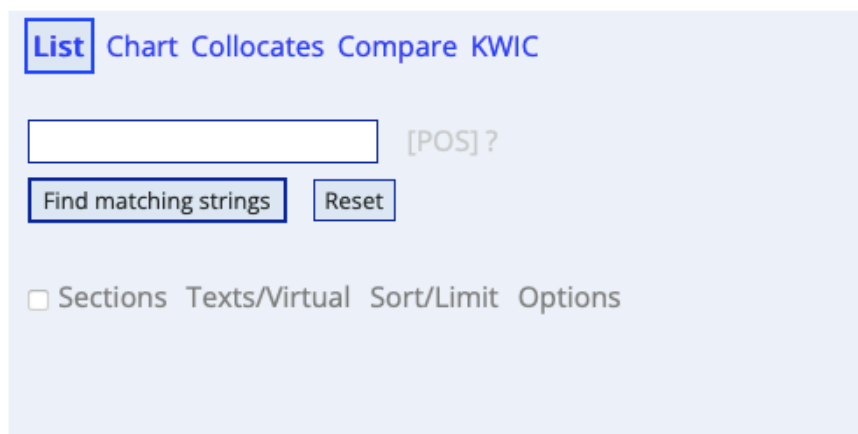 List Chart Collocates Compare KWIC
[POS] ?
Find matching strings Reset
Sections Texts/Virtual Sort/Limit Options